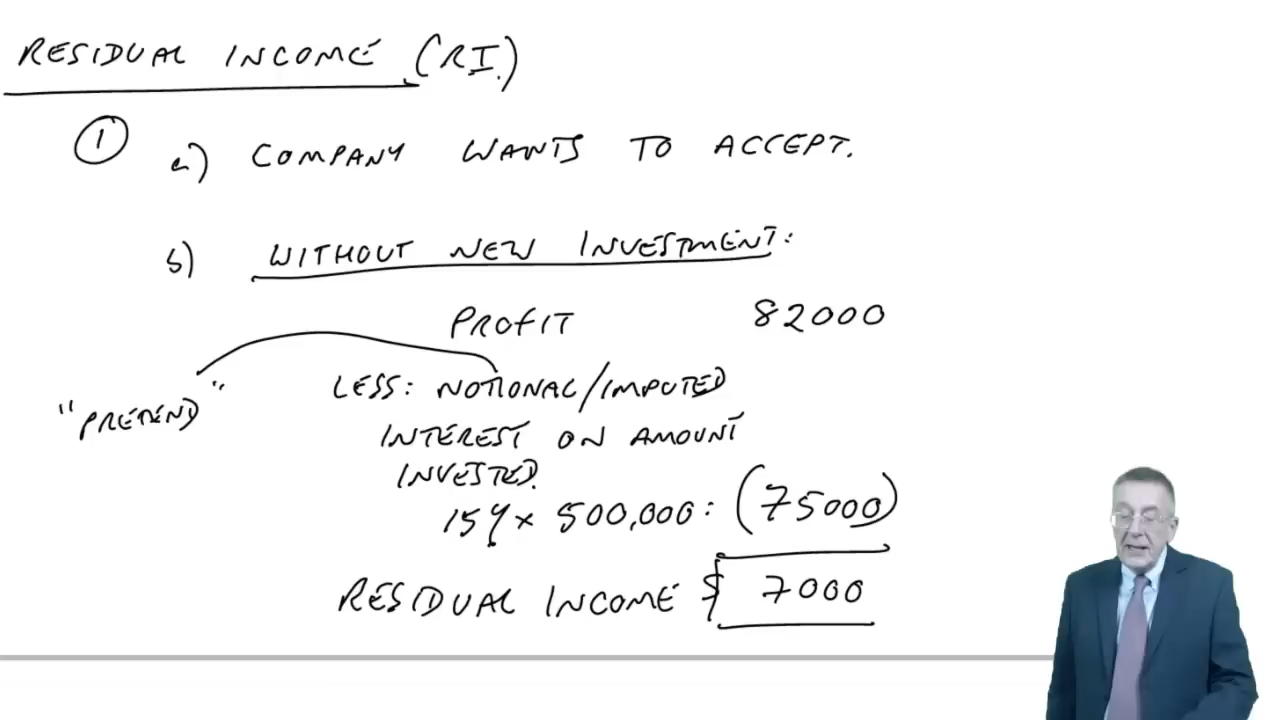 RESIDUAL INCOME (R.I.)
① a) COMPANY WANTS TO ACCEPT.
b) WITHOUT NEW INVESTMENT:
PROFIT 82000
"PRETEND" LESS: NOTIONAL/IMPUTED
INTEREST ON AMOUNT
INVESTED.
15% x 500,000: (75000)
RESIDUAL INCOME $ 7000